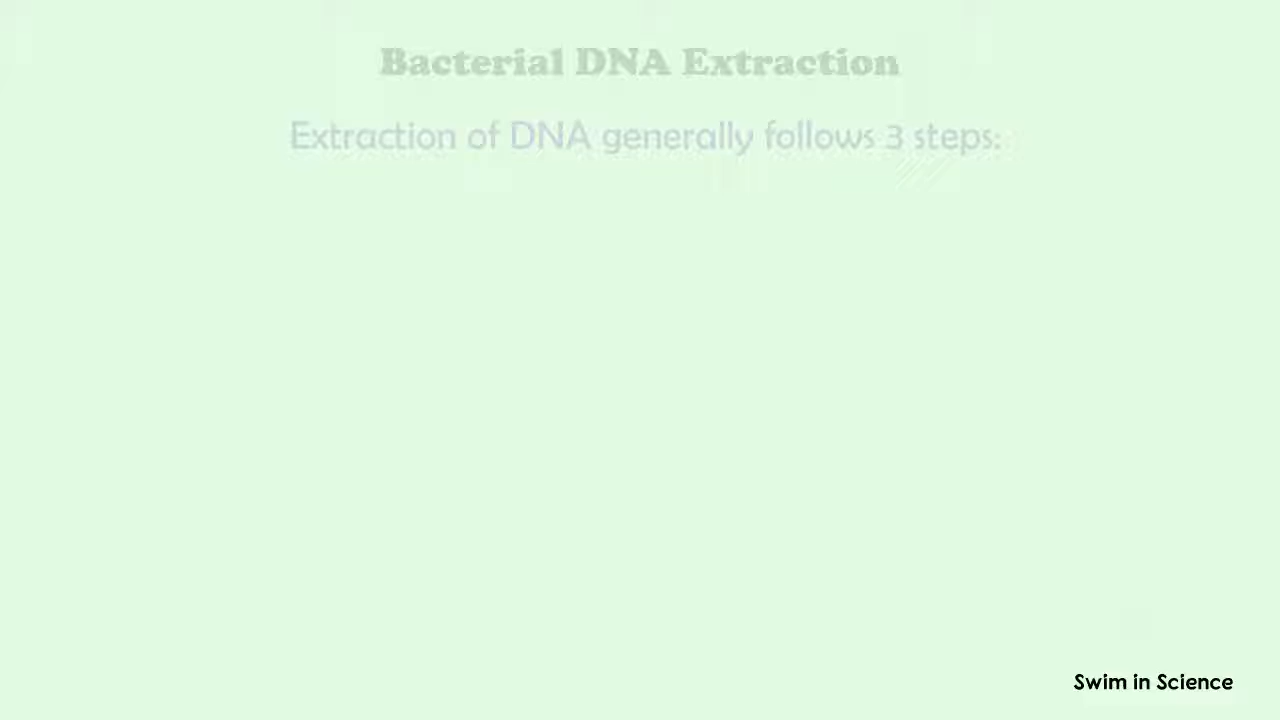 Bacterial DNA Extraction
Extraction of DNA generally follows 3 steps:
Swim in Science